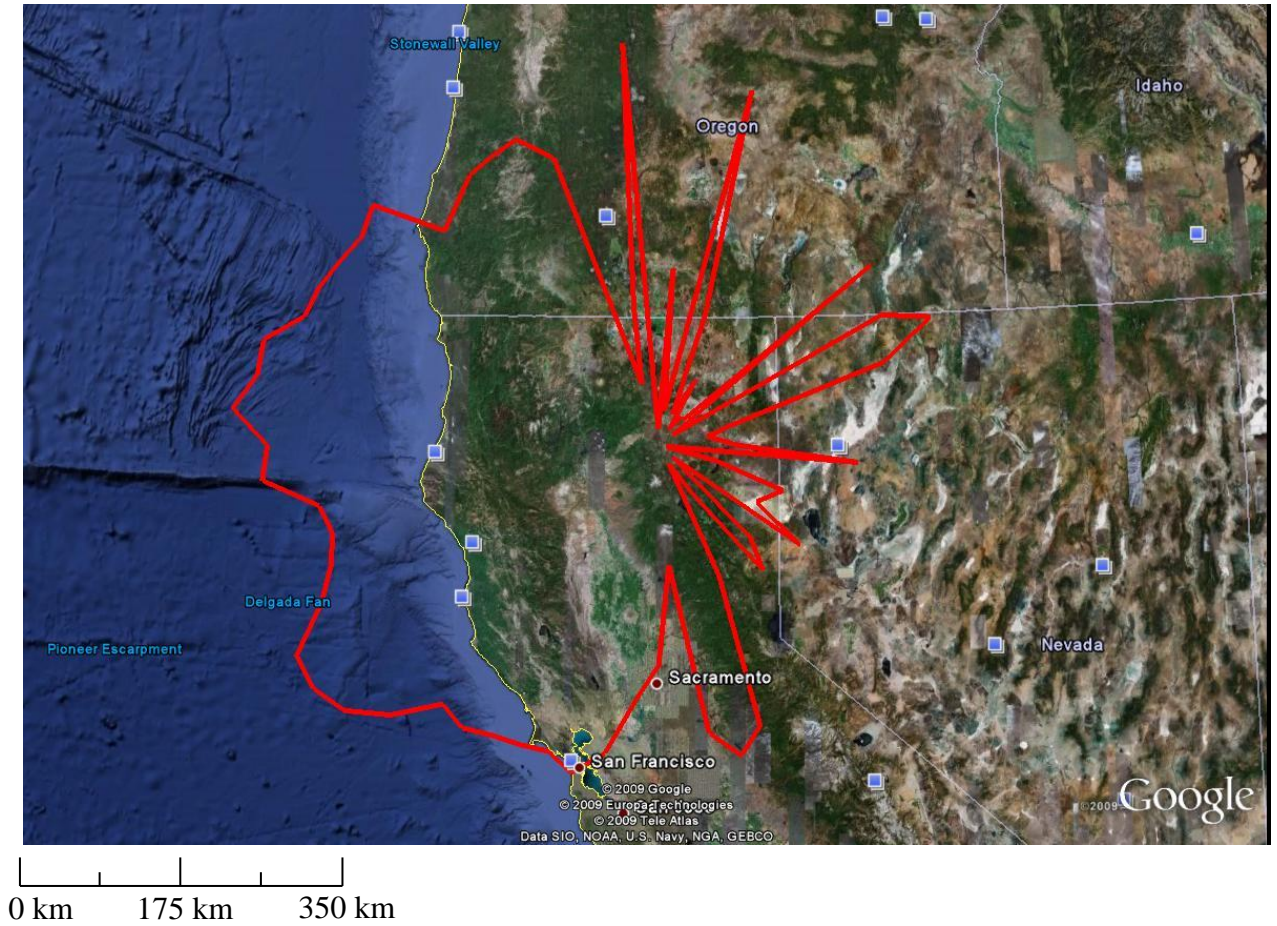 Stonewall Valley
Idaho
Oregon
Delgada Fan
Pioneer Escarpment
Nevada
Sacramento
San Francisco
© 2009 Google
© 2009 Europa Technologies
© 2009 Tele Atlas
Data SIO, NOAA, U.S. Navy, NGA, GEBCO
©2009 Google
0 km 175 km 350 km